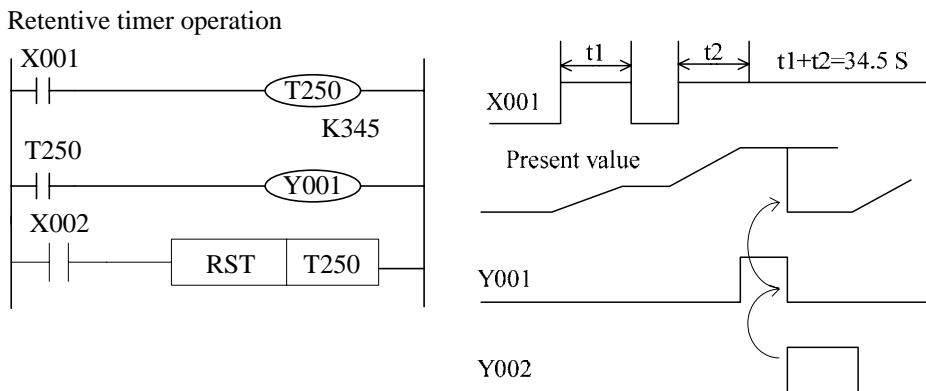 Retentive timer operation
X001
T250
K345
T250
Y001
X002
RST T250
t1 t2 t1+t2=34.5 S
X001
Present value
Y001
Y002